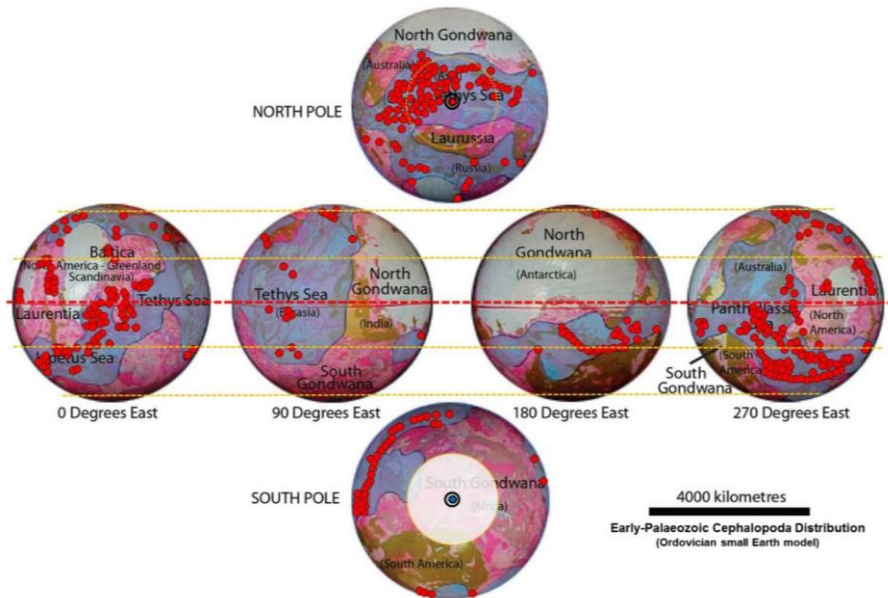 North Gondwana
(Australia)
Tethys Sea
NORTH POLE
Laurussia
(Russia)
Baltica
(North America - Greenland
Scandinavia)
Tethys Sea
Laurentia
Iapetus Sea
0 Degrees East
Tethys Sea
(Eurasia)
North
Gondwana
(India)
South
Gondwana
90 Degrees East
North
Gondwana
(Antarctica)
180 Degrees East
(Australia)
Laurentia
Panthalassa
(North
America)
(South
America
South
Gondwana
270 Degrees East
SOUTH POLE
South Gondwana
(Africa)
(South America)
4000 kilometres
Early-Palaeozoic Cephalopoda Distribution
(Ordovician small Earth model)